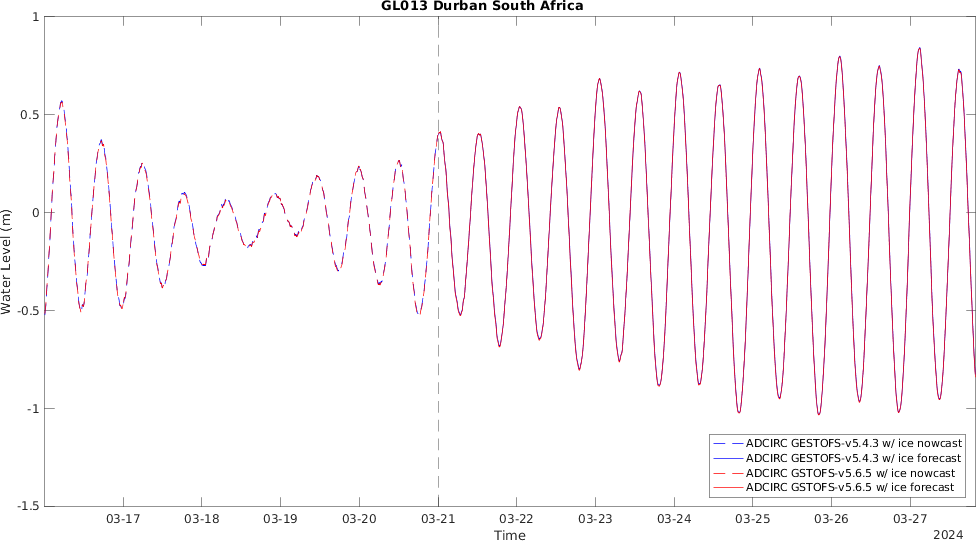 GL013 Durban South Africa
1
0.5
0
-0.5
-1
-1.5
Water Level (m)
ADCIRC GESTOFS-v5.4.3 w/ ice nowcast
ADCIRC GESTOFS-v5.4.3 w/ ice forecast
ADCIRC GSTOFS-v5.6.5 w/ ice nowcast
ADCIRC GSTOFS-v5.6.5 w/ ice forecast
03-17 03-18 03-19 03-20 03-21 03-22 03-23 03-24 03-25 03-26 03-27
Time
2024